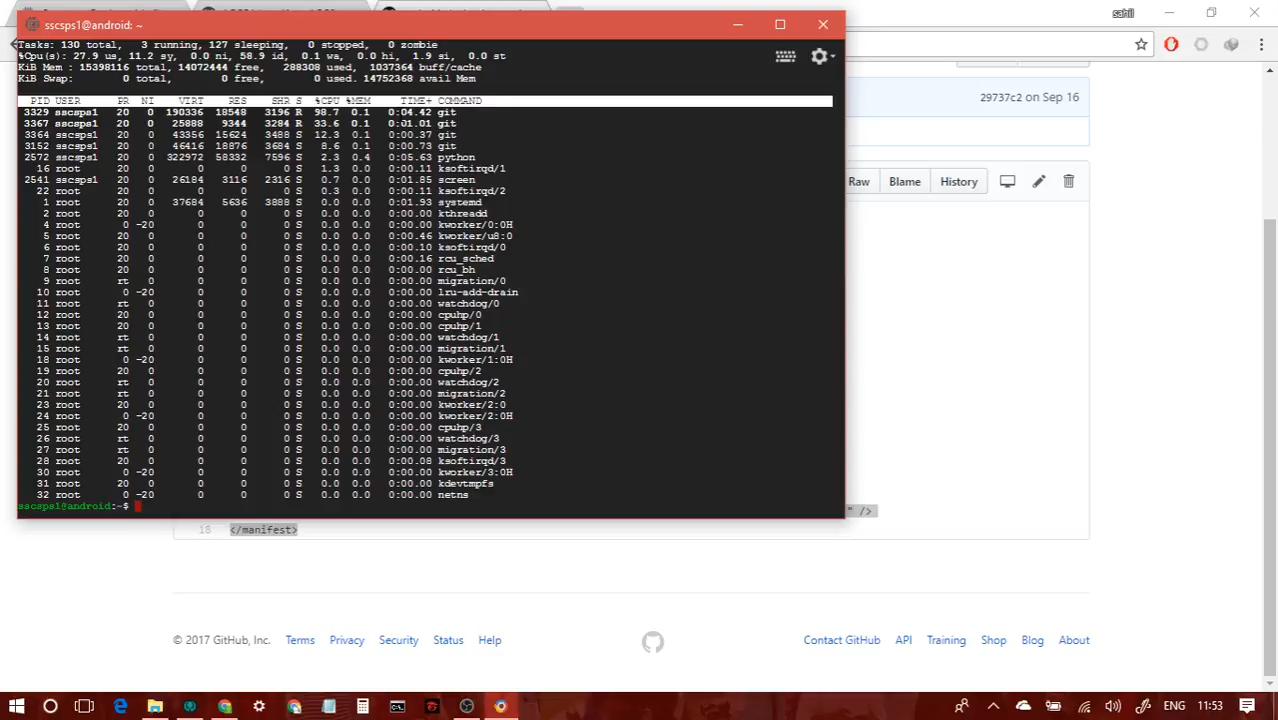 sahil
sscsps1@android: ~
Tasks: 130 total, 3 running, 127 sleeping, 0 stopped, 0 zombie
%Cpu(s): 27.9 us, 11.2 sy, 0.0 ni, 58.9 id, 0.1 wa, 0.0 hi, 1.9 si, 0.0 st
KiB Mem : 15398116 total, 14072444 free, 288308 used, 1037364 buff/cache
KiB Swap: 0 total, 0 free, 0 used. 14752368 avail Mem
PID USER PR NI VIRT RES SHR S %CPU %MEM TIME+ COMMAND
3329 sscsps1 20 0 190336 18548 3196 R 98.7 0.1 0:04.42 git
3367 sscsps1 20 0 25888 9344 3284 R 33.6 0.1 0:01.01 git
3364 sscsps1 20 0 43356 15624 3488 S 12.3 0.1 0:00.37 git
3152 sscsps1 20 0 46416 18876 3684 S 8.6 0.1 0:00.73 git
2572 sscsps1 20 0 322972 58332 7596 S 2.3 0.4 0:05.63 python
16 root 20 0 0 0 0 S 1.3 0.0 0:00.11 ksoftirqd/1
2541 sscsps1 20 0 26184 3116 2316 S 0.7 0.0 0:01.85 screen
22 root 20 0 0 0 0 S 0.3 0.0 0:00.11 ksoftirqd/2
1 root 20 0 37684 5636 3888 S 0.0 0.0 0:01.93 systemd
2 root 20 0 0 0 0 S 0.0 0.0 0:00.00 kthreadd
4 root 0 -20 0 0 0 S 0.0 0.0 0:00.00 kworker/0:0H
5 root 20 0 0 0 0 S 0.0 0.0 0:00.46 kworker/u8:0
6 root 20 0 0 0 0 S 0.0 0.0 0:00.10 ksoftirqd/0
7 root 20 0 0 0 0 S 0.0 0.0 0:00.16 rcu_sched
8 root 20 0 0 0 0 S 0.0 0.0 0:00.00 rcu_bh
9 root rt 0 0 0 0 S 0.0 0.0 0:00.00 migration/0
10 root 0 -20 0 0 0 S 0.0 0.0 0:00.00 lru-add-drain
11 root rt 0 0 0 0 S 0.0 0.0 0:00.00 watchdog/0
12 root 20 0 0 0 0 S 0.0 0.0 0:00.00 cpuhp/0
13 root 20 0 0 0 0 S 0.0 0.0 0:00.00 cpuhp/1
14 root rt 0 0 0 0 S 0.0 0.0 0:00.00 watchdog/1
15 root rt 0 0 0 0 S 0.0 0.0 0:00.00 migration/1
18 root 0 -20 0 0 0 S 0.0 0.0 0:00.00 kworker/1:0H
19 root 20 0 0 0 0 S 0.0 0.0 0:00.00 cpuhp/2
20 root rt 0 0 0 0 S 0.0 0.0 0:00.00 watchdog/2
21 root rt 0 0 0 0 S 0.0 0.0 0:00.00 migration/2
23 root 20 0 0 0 0 S 0.0 0.0 0:00.00 kworker/2:0
24 root 0 -20 0 0 0 S 0.0 0.0 0:00.00 kworker/2:0H
25 root 20 0 0 0 0 S 0.0 0.0 0:00.00 cpuhp/3
26 root rt 0 0 0 0 S 0.0 0.0 0:00.00 watchdog/3
27 root rt 0 0 0 0 S 0.0 0.0 0:00.00 migration/3
28 root 20 0 0 0 0 S 0.0 0.0 0:00.08 ksoftirqd/3
30 root 0 -20 0 0 0 S 0.0 0.0 0:00.00 kworker/3:0H
31 root 20 0 0 0 0 S 0.0 0.0 0:00.00 kdevtmpfs
32 root 0 -20 0 0 0 S 0.0 0.0 0:00.00 netns
sscsps1@android:~$
29737c2 on Sep 16
Raw Blame History
" />
18 </manifest>
© 2017 GitHub, Inc. Terms Privacy Security Status Help
Contact GitHub API Training Shop Blog About
ENG 11:53